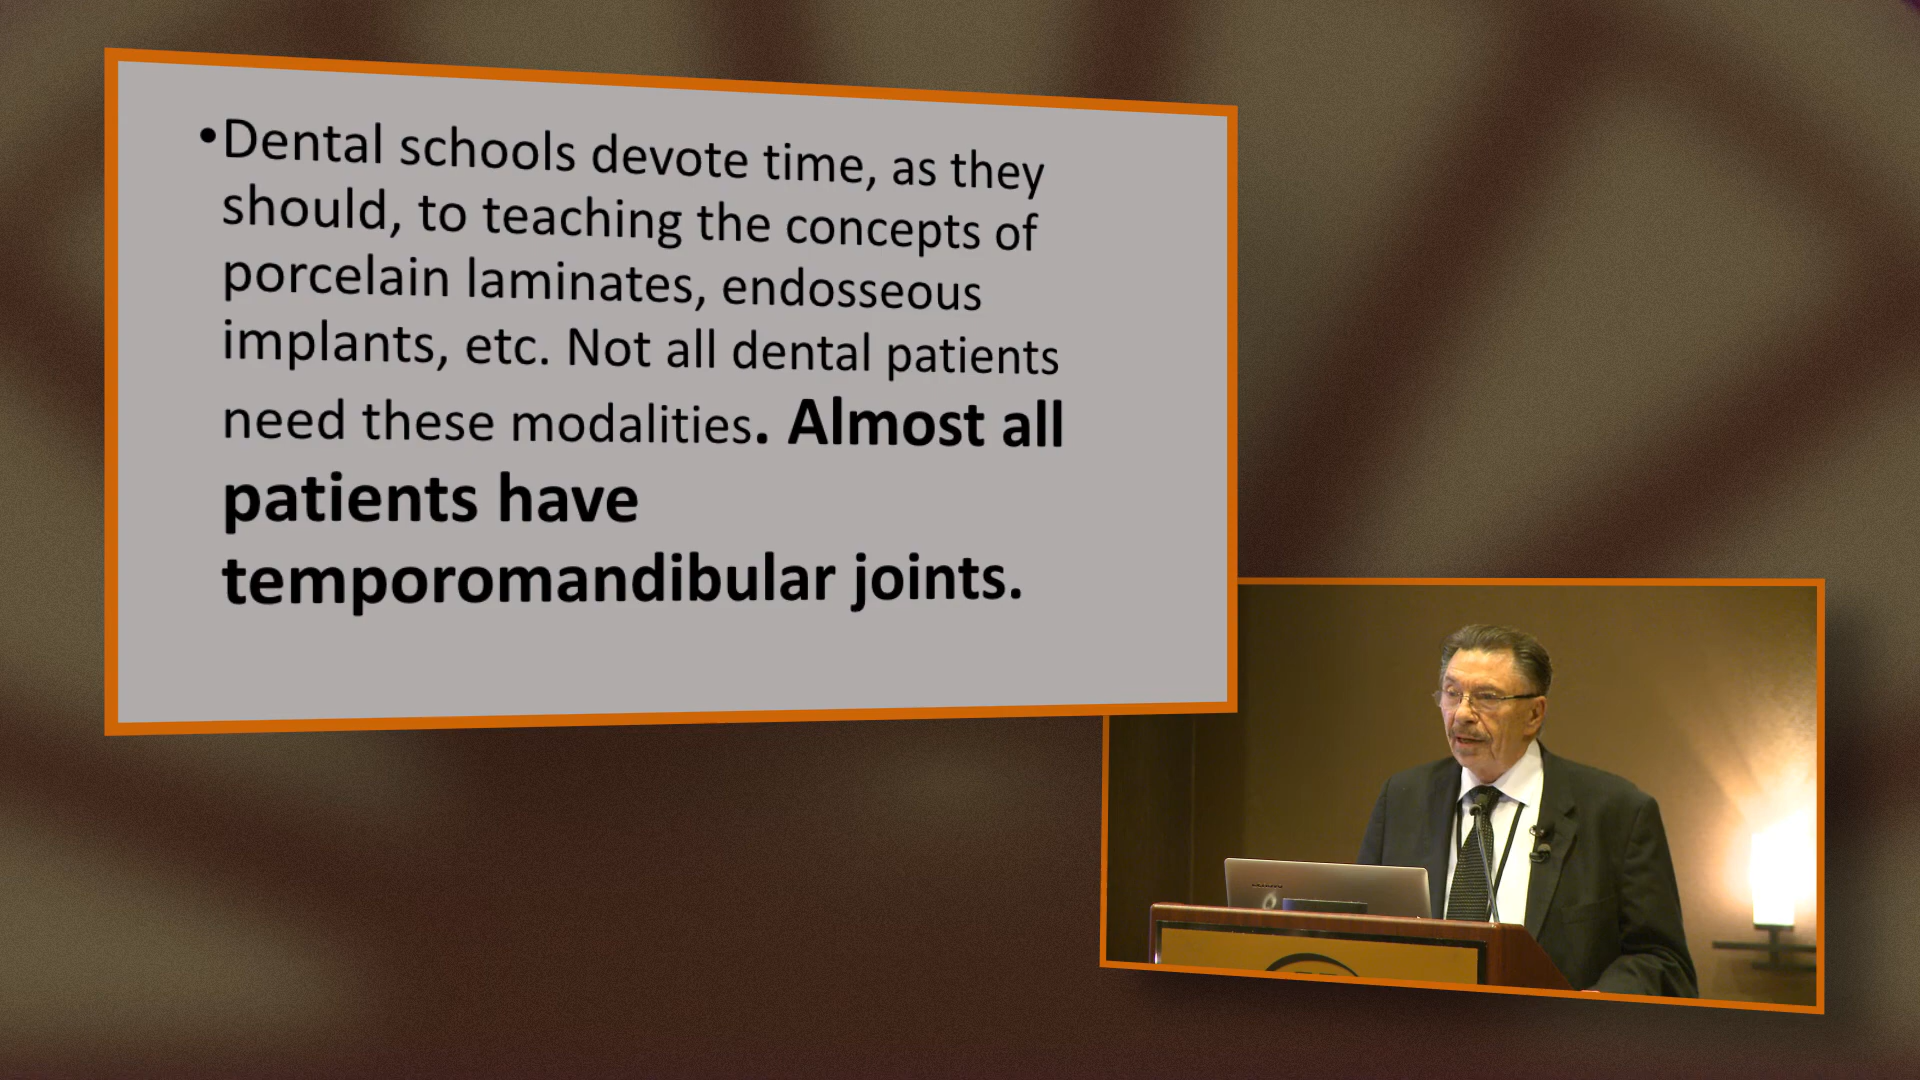 •Dental schools devote time, as they
should, to teaching the concepts of
porcelain laminates, endosseous
implants, etc. Not all dental patients
need these modalities. Almost all
patients have
temporomandibular joints.